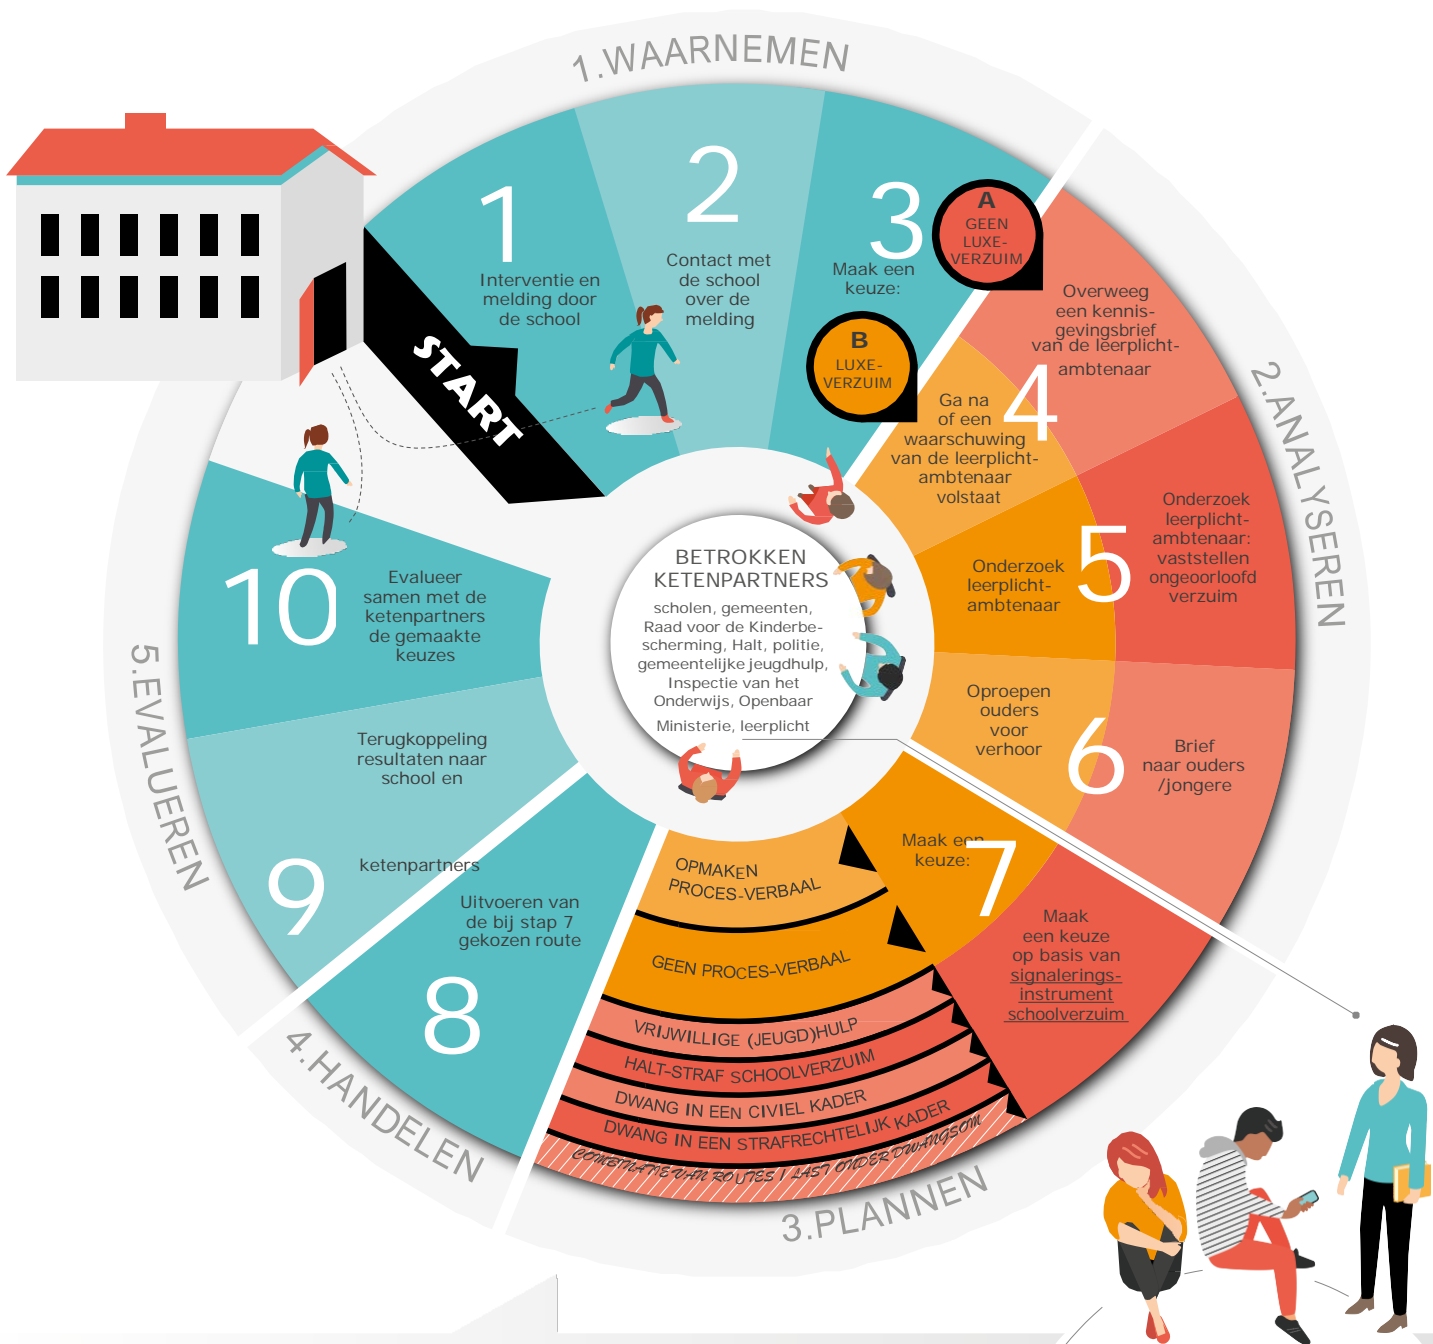 1.WAARNEMEN
START
1
Interventie en
melding door
de school
2
Contact met
de school
over de
melding
3
Maak een
keuze:
A
GEEN
LUXE-
VERZUIM
B
LUXE-
VERZUIM
2.ANALYSEREN
4
Overweeg
een kennis-
gevingsbrief
van de leerplicht-
ambtenaar
Ga na
of een
waarschuwing
van de leerplicht-
ambtenaar
volstaat
5
Onderzoek
leerplicht-
ambtenaar:
vaststellen
ongeoorloofd
verzuim
Onderzoek
leerplicht-
ambtenaar
6
Oproepen
ouders
voor
verhoor
Brief
naar ouders
/jongere
3.PLANNEN
7
Maak een
keuze:
Maak
een keuze
op basis van
signalerings-
instrument
schoolverzuim
OPMAKEN
PROCES-VERBAAL
GEEN PROCES-VERBAAL
VRIJWILLIGE (JEUGD)HULP
HALT-STRAF SCHOOLVERZUIM
DWANG IN EEN CIVIEL KADER
DWANG IN EEN STRAFRECHTELIJK KADER
COMBINATIE VAN ROUTES / LAST ONDER DWANGSOM
4.HANDELEN
8
Uitvoeren van
de bij stap 7
gekozen route
5.EVALUEREN
9
Terugkoppeling
resultaten naar
school en
ketenpartners
10
Evalueer
samen met de
ketenpartners
de gemaakte
keuzes
BETROKKEN
KETENPARTNERS
scholen, gemeenten,
Raad voor de Kinderbe-
scherming, Halt, politie,
gemeentelijke jeugdhulp,
Inspectie van het
Onderwijs, Openbaar
Ministerie, leerplicht